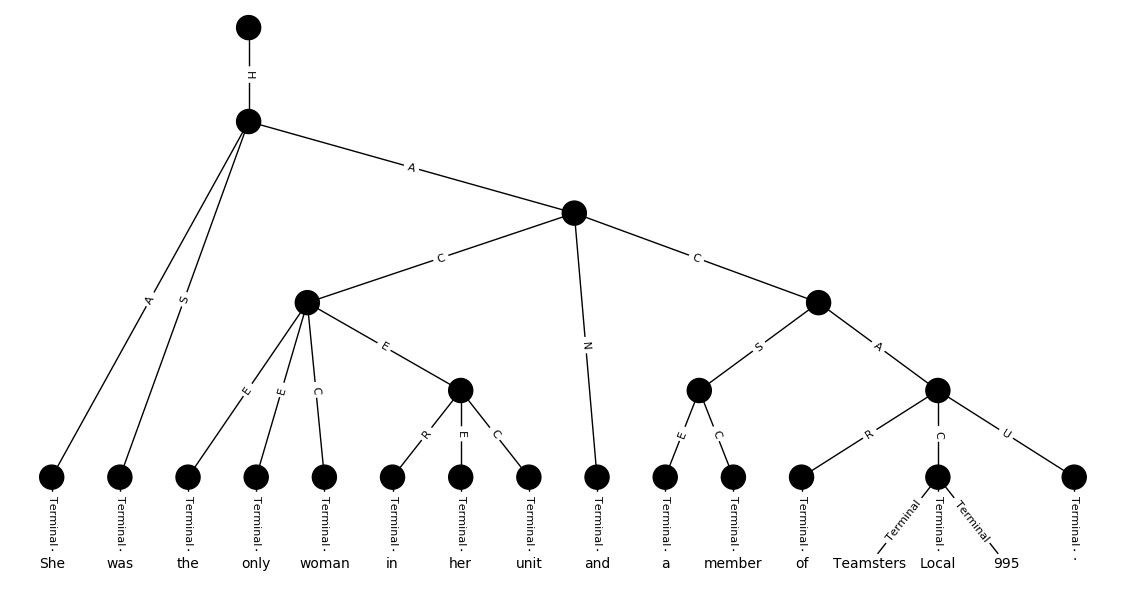 H
A
A S
C C
N
E S A
E E C
R E C E C R C U
Terminal Terminal Terminal Terminal Terminal Terminal Terminal Terminal Terminal Terminal Terminal Terminal Terminal Terminal Terminal Terminal
She was the only woman in her unit and a member of Teamsters Local 995 .